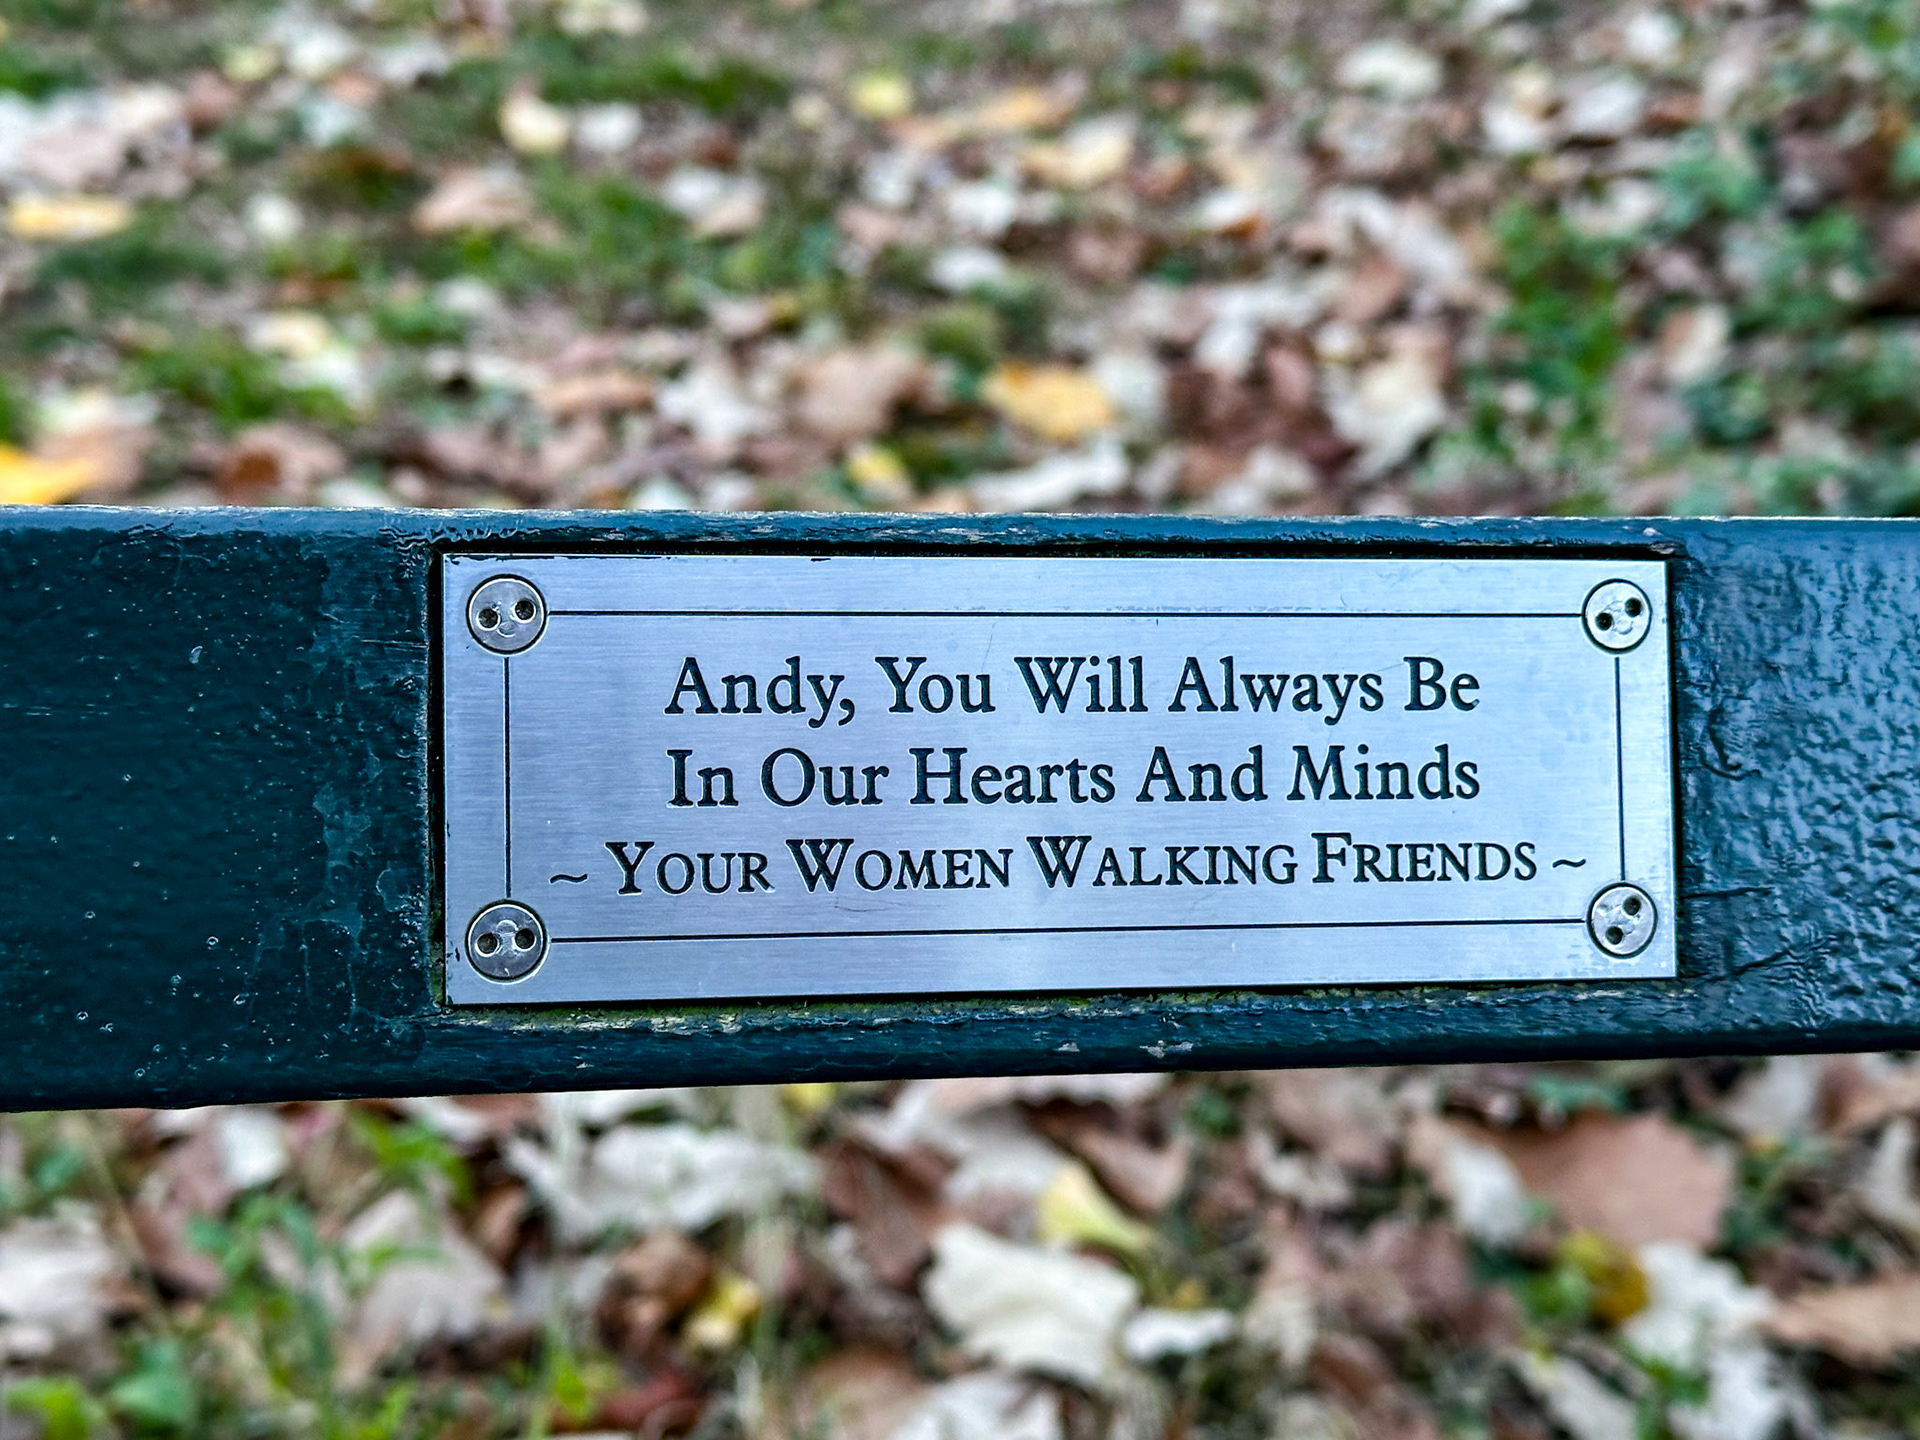 Andy, You Will Always Be
In Our Hearts And Minds
~ YOUR WOMEN WALKING FRIENDS ~